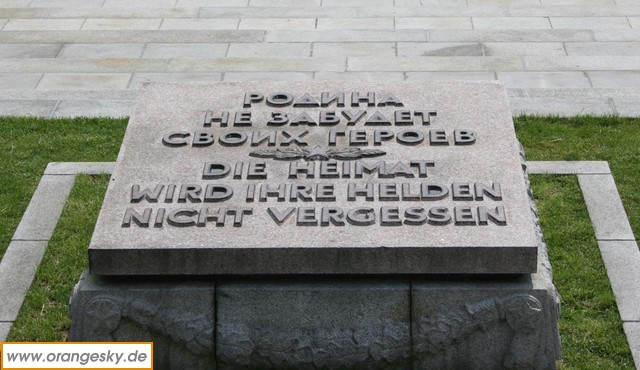 РОДИНА
НЕ ЗАБУДЕТ
СВОИХ ГЕРОЕВ
DIE HEIMAT
WIRD IHRE HELDEN
NICHT VERGESSEN
www.orangesky.de